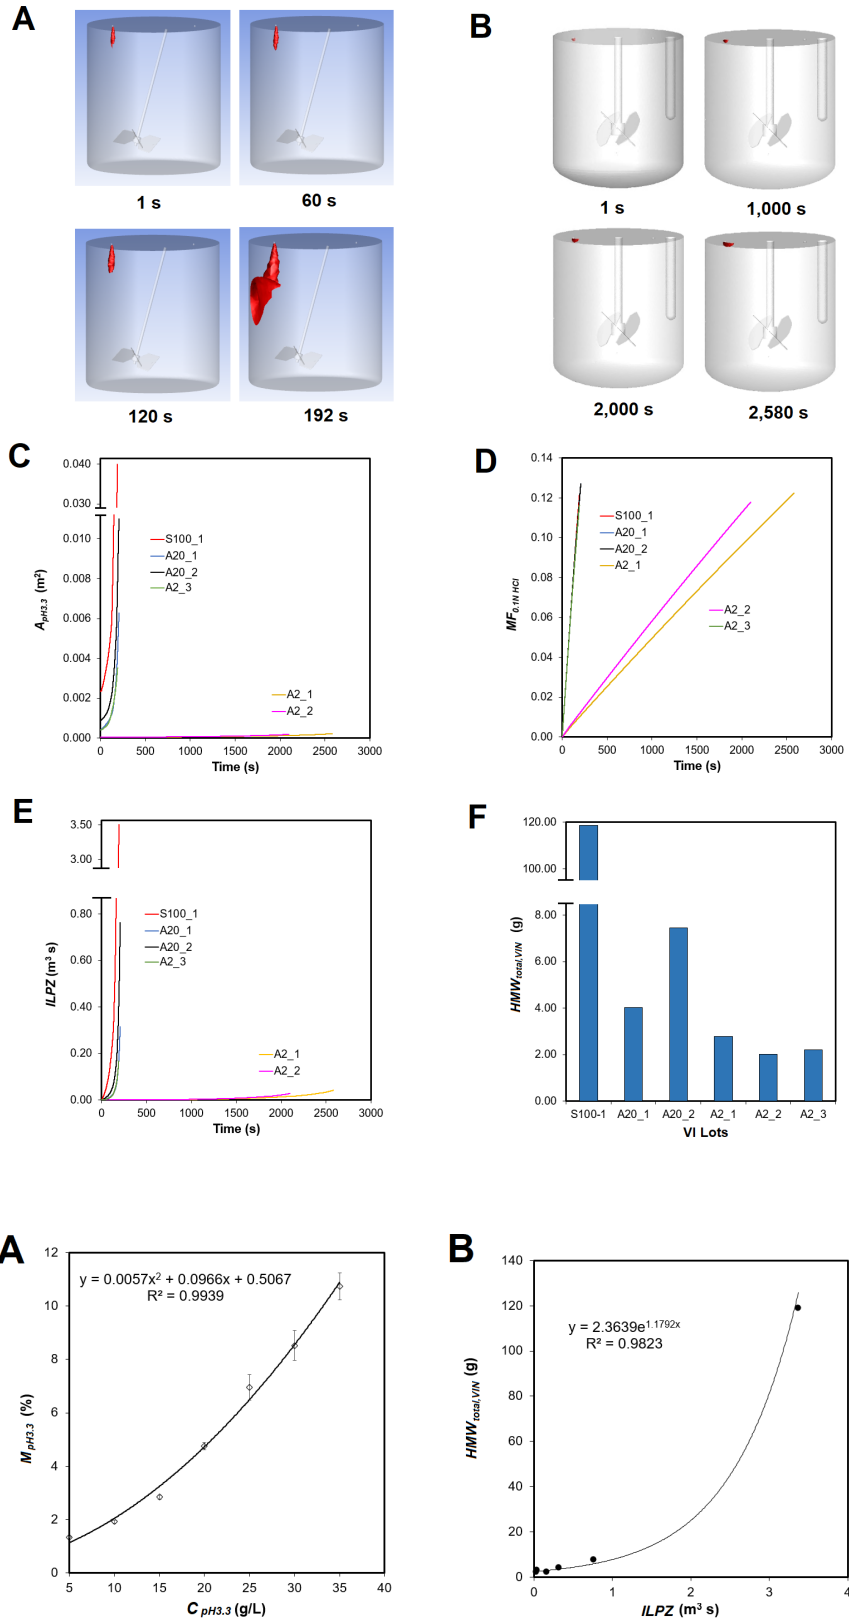 A
1 s
60 s
120 s
192 s
B
1 s
1,000 s
2,000 s
2,580 s
C
A_pH3.3 (m²)
0.040
0.030
0.010
0.008
0.006
0.004
0.002
0.000
S100_1
A20_1
A20_2
A2_3
A2_1
A2_2
0 500 1000 1500 2000 2500 3000
Time (s)
D
MF_0.1N HCl
0.14
0.12
0.10
0.08
0.06
0.04
0.02
0.00
S100_1
A20_1
A20_2
A2_1
A2_2
A2_3
0 500 1000 1500 2000 2500 3000
Time (s)
E
ILPZ (m³ s)
3.50
3.00
0.80
0.60
0.40
0.20
0.00
S100_1
A20_1
A20_2
A2_3
A2_1
A2_2
0 500 1000 1500 2000 2500 3000
Time (s)
F
HMW_total,VIN (g)
120.00
100.00
8.00
6.00
4.00
2.00
0.00
S100-1 A20_1 A20_2 A2_1 A2_2 A2_3
VI Lots
A
M_pH3.3 (%)
12
10
8
6
4
2
0
y = 0.0057x² + 0.0966x + 0.5067
R² = 0.9939
5 10 15 20 25 30 35 40
C_pH3.3 (g/L)
B
HMW_total,VIN (g)
140
120
100
80
60
40
20
0
y = 2.3639e^1.1792x
R² = 0.9823
0 1 2 3 4
ILPZ (m³ s)